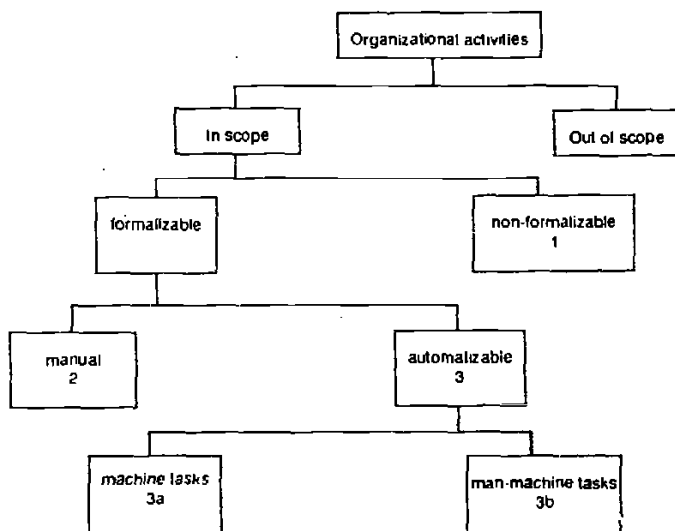 Organizational activities
In scope
Out of scope
formalizable
non-formalizable
1
manual
2
automatizable
3
machine tasks
3a
man-machine tasks
3b